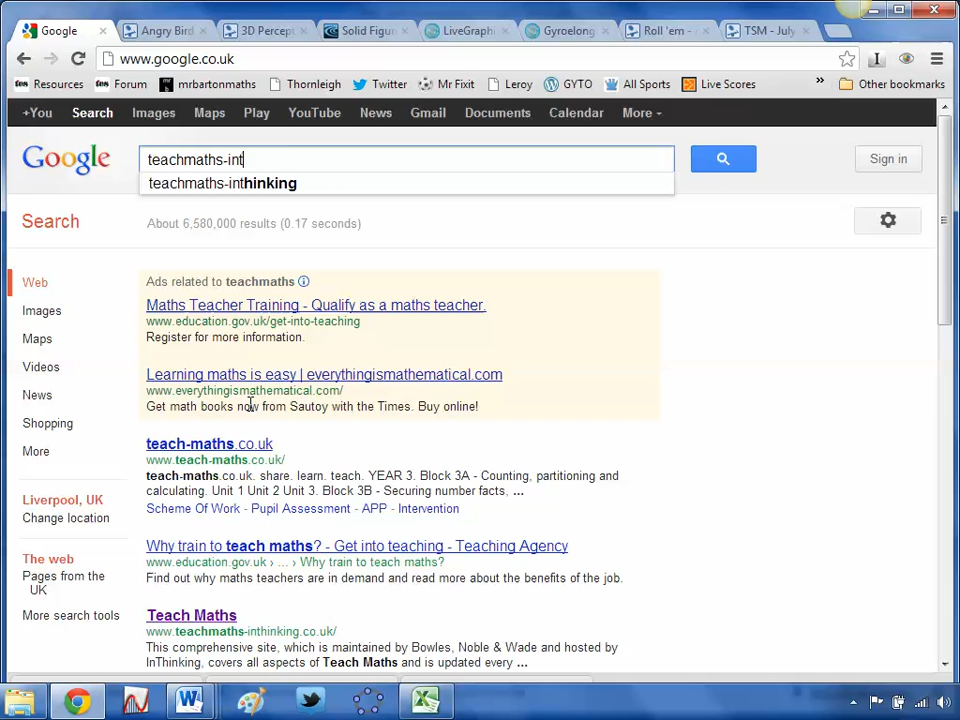 Google
Angry Bird
3D Percept
Solid Figur
LiveGraphi
Gyroelong
Roll 'em -
TSM - July
www.google.co.uk
Resources
Forum
mrbartonmaths
Thornleigh
Twitter
Mr Fixit
Leroy
GYTO
All Sports
Live Scores
»
Other bookmarks
+You Search Images Maps Play YouTube News Gmail Documents Calendar More
Google
teachmaths-int
Sign in
teachmaths-inthinking
Search
About 6,580,000 results (0.17 seconds)
Web
Images
Maps
Videos
News
Shopping
More
Liverpool, UK
Change location
The web
Pages from the
UK
More search tools
Ads related to teachmaths
Maths Teacher Training - Qualify as a maths teacher.
www.education.gov.uk/get-into-teaching
Register for more information.
Learning maths is easy | everythingismathematical.com
www.everythingismathematical.com/
Get math books now from Sautoy with the Times. Buy online!
teach-maths.co.uk
www.teach-maths.co.uk/
teach-maths.co.uk. share. learn. teach. YEAR 3. Block 3A - Counting, partitioning and
calculating. Unit 1 Unit 2 Unit 3. Block 3B - Securing number facts, ...
Scheme Of Work - Pupil Assessment - APP - Intervention
Why train to teach maths? - Get into teaching - Teaching Agency
www.education.gov.uk › ... › Why train to teach maths?
Find out why maths teachers are in demand and read more about the benefits of the job.
Teach Maths
www.teachmaths-inthinking.co.uk/
This comprehensive site, which is maintained by Bowles, Noble & Wade and hosted by
InThinking, covers all aspects of Teach Maths and is updated every ...